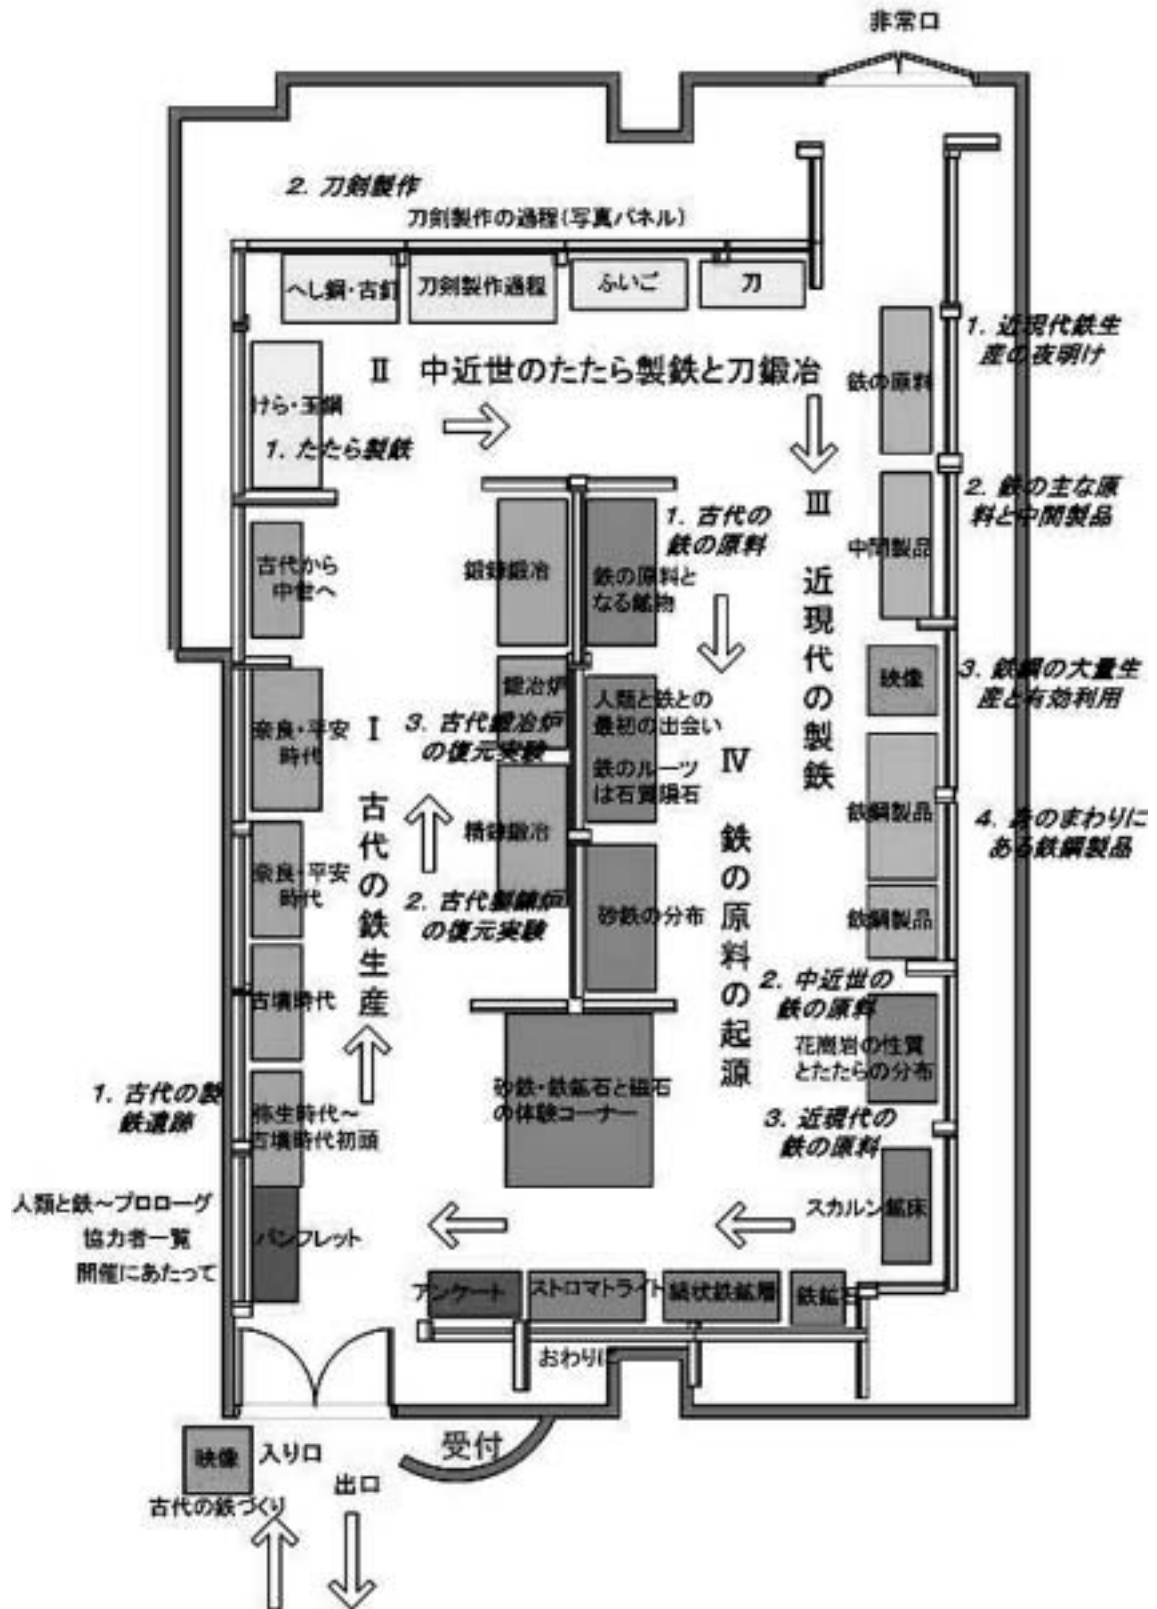 非常口
2. 刀剣製作
刀剣製作の過程(写真パネル)
へし鋼・古釘
刀剣製作過程
ふいご
刀
II 中近世のたたら製鉄と刀鍛冶
けら・玉鋼
1. たたら製鉄
古代から
中世へ
奈良・平安
時代
奈良・平安
時代
古墳時代
弥生時代～
古墳時代初頭
パンフレット
I 古代の鉄生産
1. 古代の製
鉄遺跡
人類と鉄～プロローグ
協力者一覧
開催にあたって
鍛錬鍛冶
鍛冶炉
3. 古代鍛冶炉
の復元実験
精錬鍛冶
2. 古代製錬炉
の復元実験
1. 古代の
鉄の原料
鉄の原料と
なる鉱物
人類と鉄との
最初の出会い
鉄のルーツ
は石質隕石
砂鉄の分布
砂鉄・鉄鉱石と磁石
の体験コーナー
III 近現代の製鉄
IV 鉄の原料の起源
鉄の原料
1. 近現代鉄生
産の夜明け
中間製品
2. 鉄の主な原
料と中間製品
映像
3. 鉄鋼の大量生
産と有効利用
鉄鋼製品
4. 身のまわりに
ある鉄鋼製品
鉄鋼製品
2. 中近世の
鉄の原料
花崗岩の性質
とたたらの分布
3. 近現代の
鉄の原料
スカルン鉱床
アンケート
ストロマトライト
縞状鉄鉱層
鉄鉱石
おわりに
受付
映像
入り口
古代の鉄づくり
出口